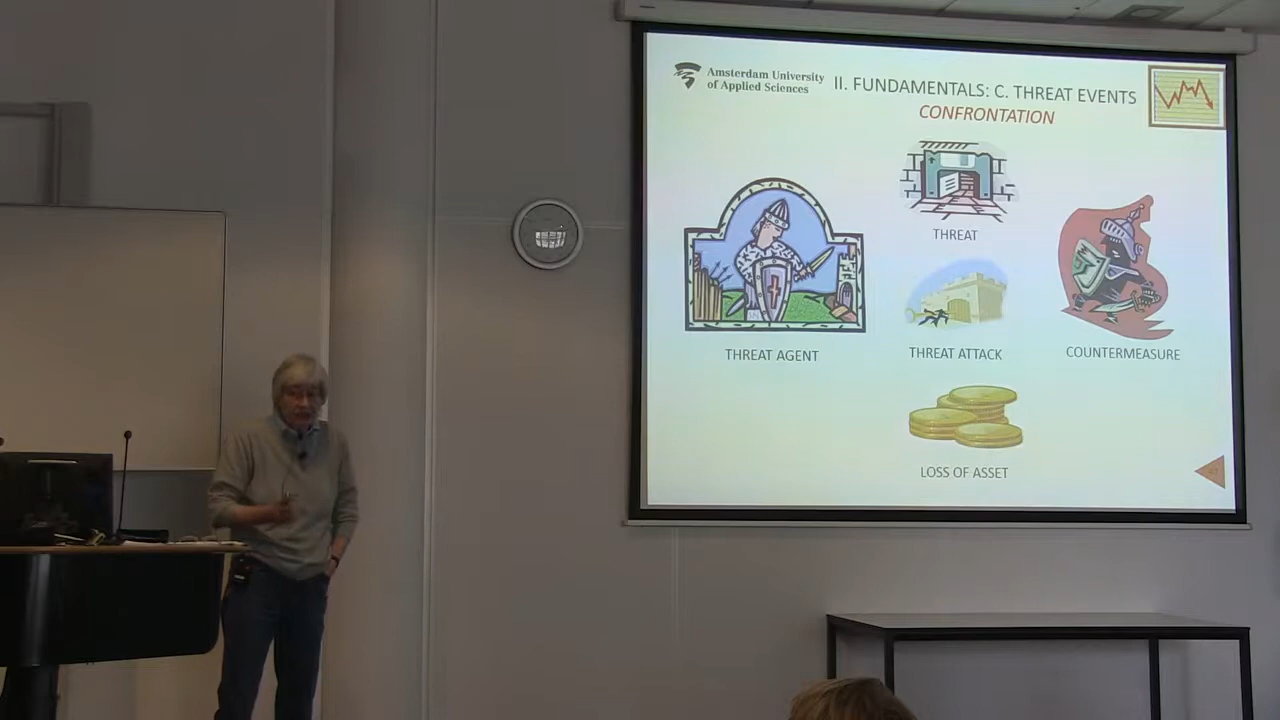 Amsterdam University
of Applied Sciences
II. FUNDAMENTALS: C. THREAT EVENTS
CONFRONTATION
THREAT
THREAT AGENT
THREAT ATTACK
COUNTERMEASURE
LOSS OF ASSET